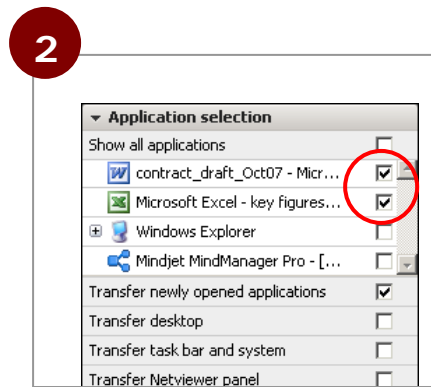 2
Application selection
Show all applications
contract_draft_Oct07 - Micr...
Microsoft Excel - key figures...
Windows Explorer
Mindjet MindManager Pro - [...
Transfer newly opened applications
Transfer desktop
Transfer task bar and system
Transfer Netviewer panel